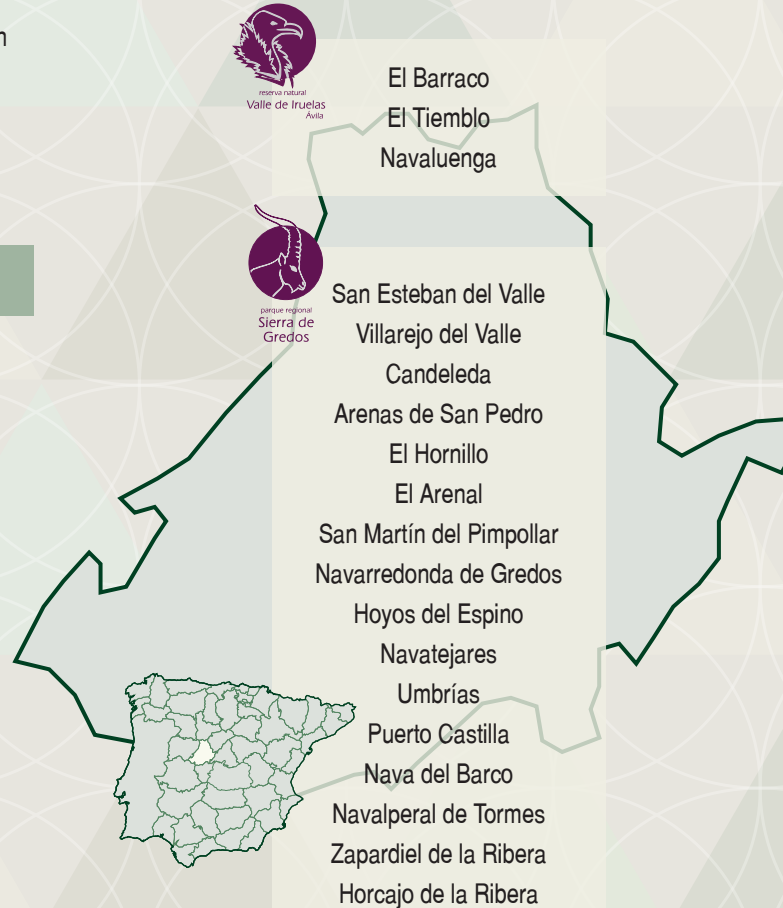 n
reserva natural
Valle de Iruelas
Ávila
El Barraco
El Tiemblo
Navaluenga
parque regional
Sierra de
Gredos
San Esteban del Valle
Villarejo del Valle
Candeleda
Arenas de San Pedro
El Hornillo
El Arenal
San Martín del Pimpollar
Navarredonda de Gredos
Hoyos del Espino
Navatejares
Umbrías
Puerto Castilla
Nava del Barco
Navalperal de Tormes
Zapardiel de la Ribera
Horcajo de la Ribera